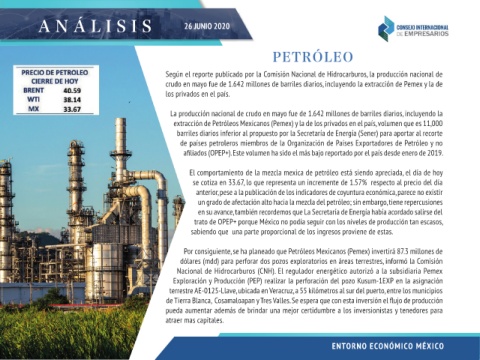 ANÁLISIS
26 JUNIO 2020
CONSEJO INTERNACIONAL
DE EMPRESARIOS
PETRÓLEO
PRECIO DE PETROLEO
CIERRE DE HOY
BRENT 40.59
WTI 38.14
MX 33.67
Según el reporte publicado por la Comisión Nacional de Hidrocarburos, la producción nacional de
crudo en mayo fue de 1.642 millones de barriles diarios, incluyendo la extracción de Pemex y la de
los privados en el país.
La producción nacional de crudo en mayo fue de 1.642 millones de barriles diarios, incluyendo la
extracción de Petróleos Mexicanos (Pemex) y la de los privados en el país, volumen que es 11,000
barriles diarios inferior al propuesto por la Secretaría de Energía (Sener) para aportar al recorte
de países petroleros miembros de la Organización de Países Exportadores de Petróleo y no
afiliados (OPEP+). Este volumen ha sido el más bajo reportado por el país desde enero de 2019.
El comportamiento de la mezcla mexica de petróleo está siendo apreciada, el día de hoy
se cotiza en 33.67, lo que representa un incremente de 1.57% respecto al precio del día
anterior, pese a la publicación de los indicadores de coyuntura económica, parece no existir
un grado de afectación alto hacia la mezcla del petróleo; sin embargo, tiene repercusiones
en su avance, también recordemos que La Secretaría de Energía había acordado salirse del
trato de OPEP+ porque México no podía seguir con los niveles de producción tan escasos,
sabiendo que una parte proporcional de los ingresos proviene de estas.
Por consiguiente, se ha planeado que Petróleos Mexicanos (Pemex) invertirá 87.3 millones de
dólares (mdd) para perforar dos pozos exploratorios en áreas terrestres, informó la Comisión
Nacional de Hidrocarburos (CNH). El regulador energético autorizó a la subsidiaria Pemex
Exploración y Producción (PEP) realizar la perforación del pozo Kusum-1EXP en la asignación
terrestre AE-0125-Llave, ubicada en Veracruz, a 55 kilómetros al sur del puerto, entre los municipios
de Tierra Blanca, Cosamaloapan y Tres Valles. Se espera que con esta inversión el flujo de producción
pueda aumentar además de brindar una mejor certidumbre a los inversionistas y tenedores para
atraer mas capitales.
ENTORNO ECONÓMICO MÉXICO